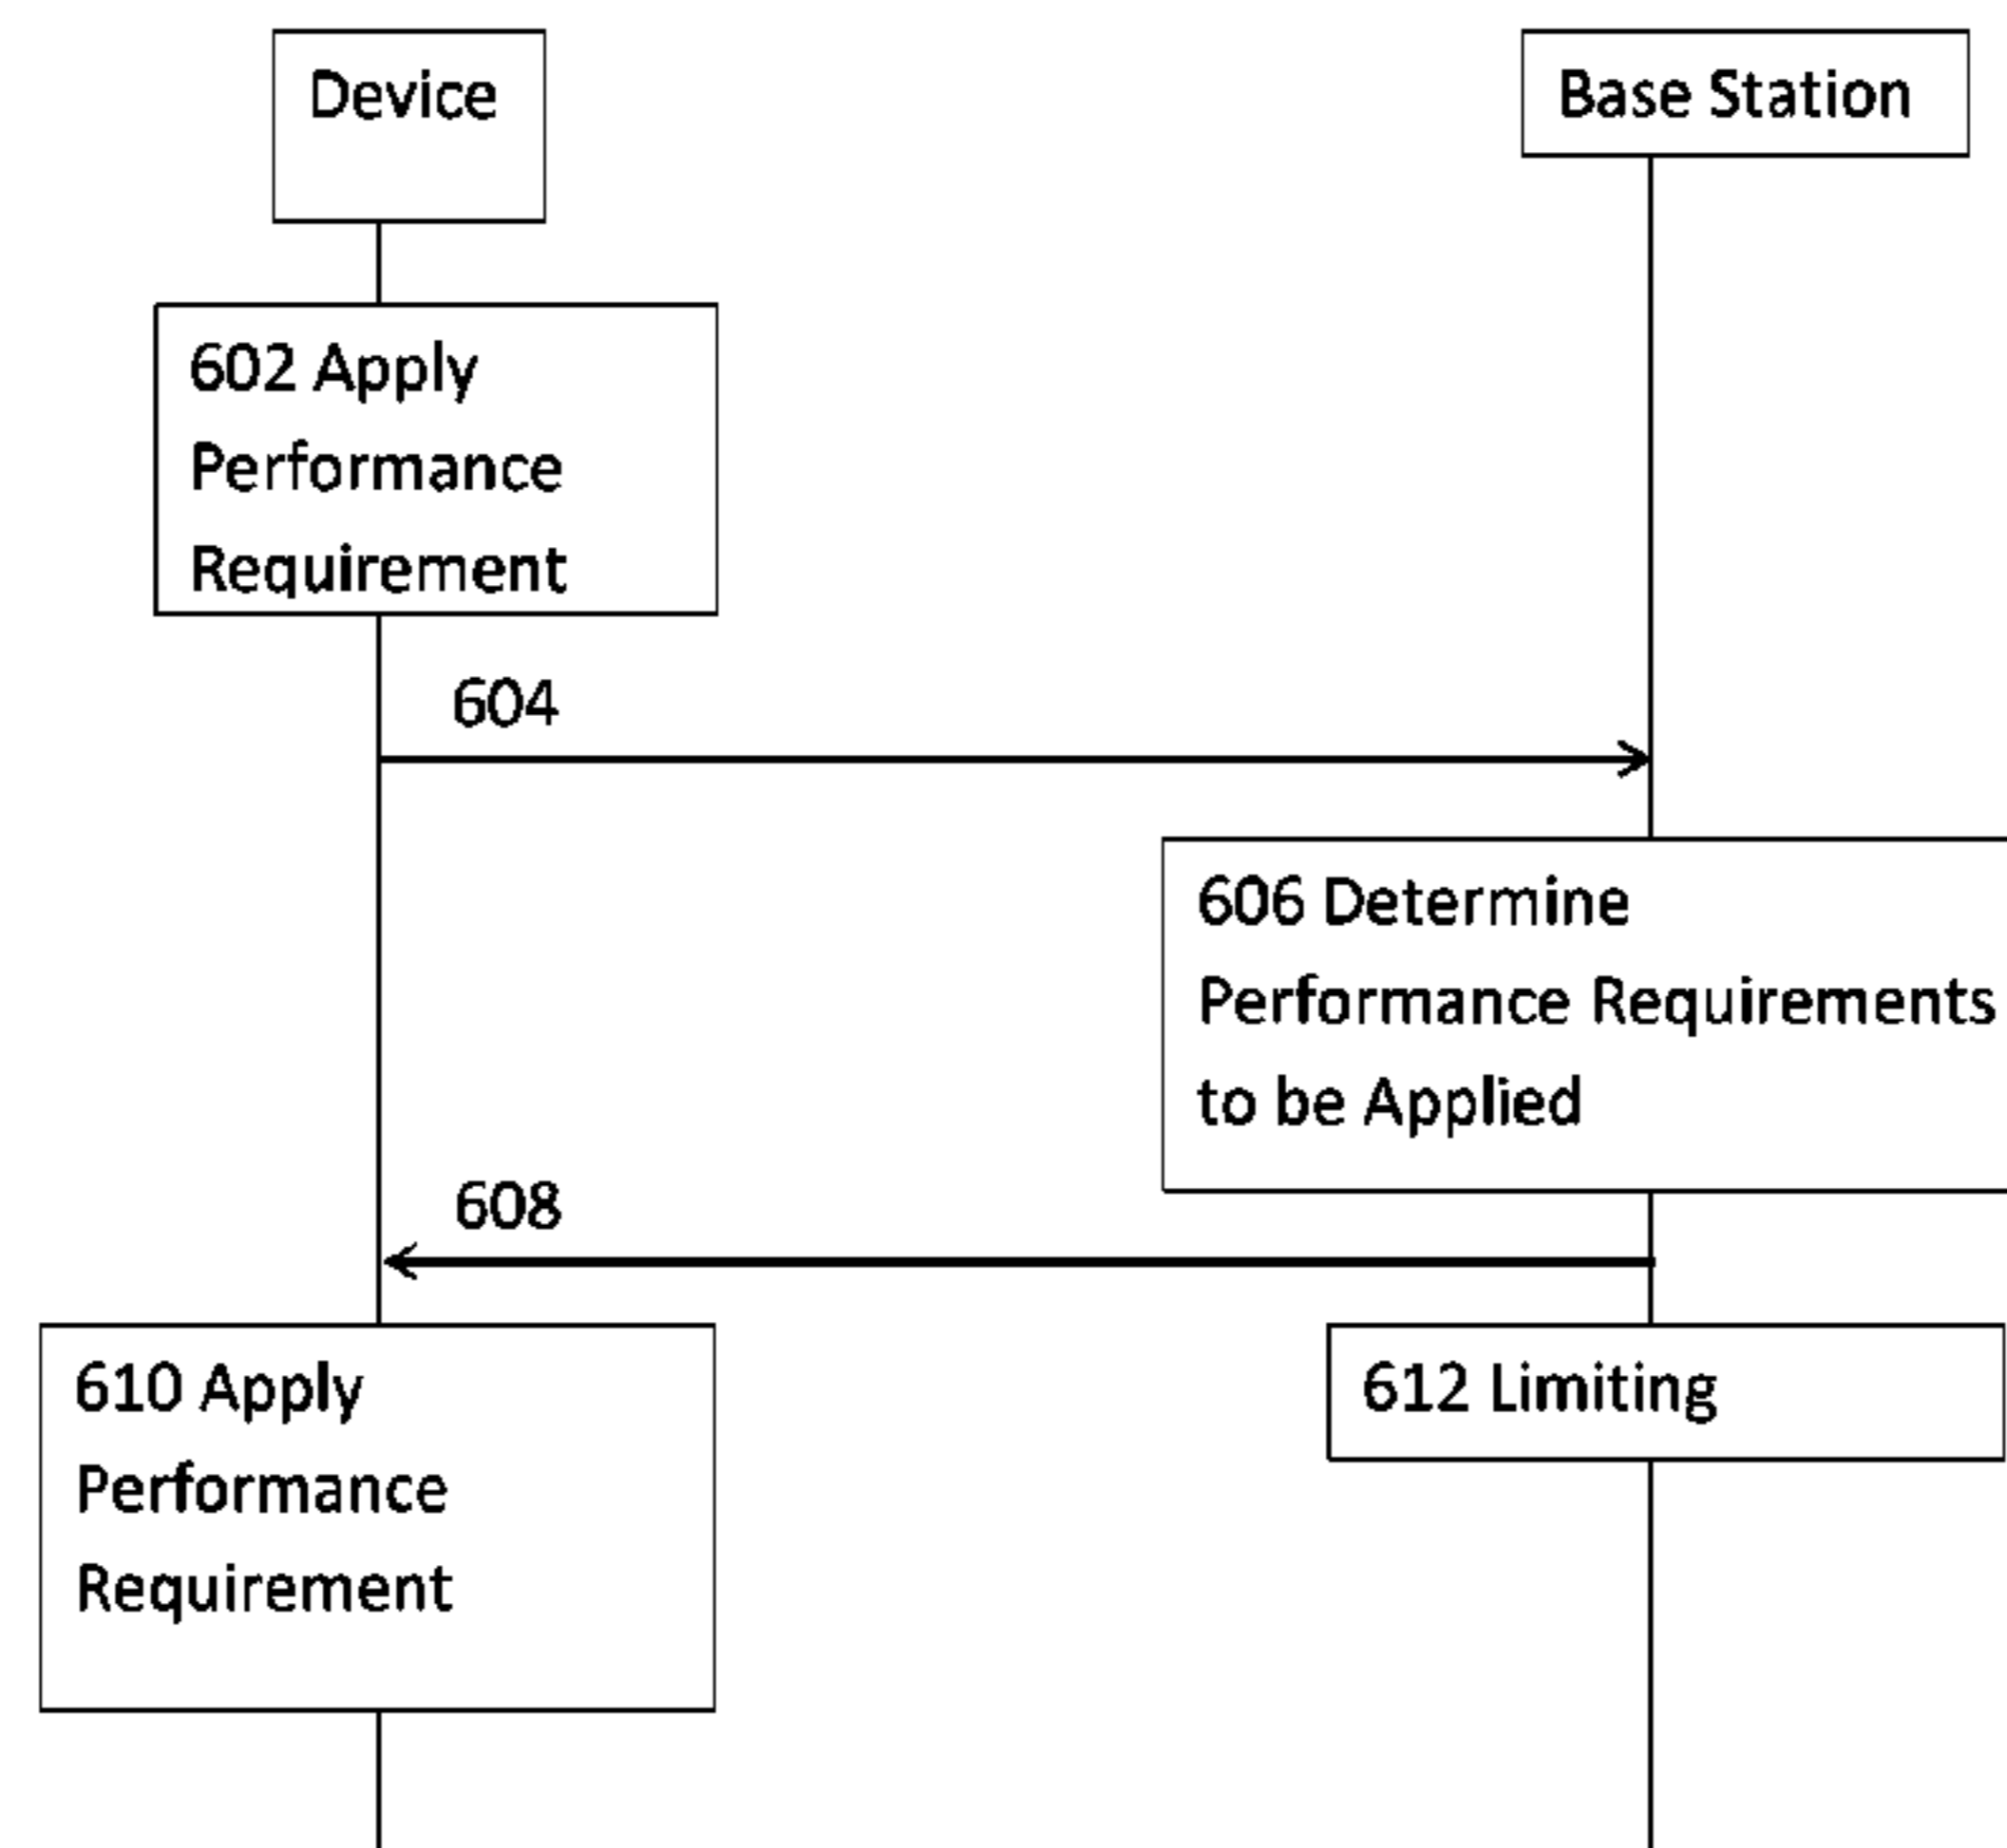 Device
Base Station
602 Apply
Performance
Requirement
604
606 Determine
Performance Requirements
to be Applied
608
610 Apply
Performance
Requirement
612 Limiting